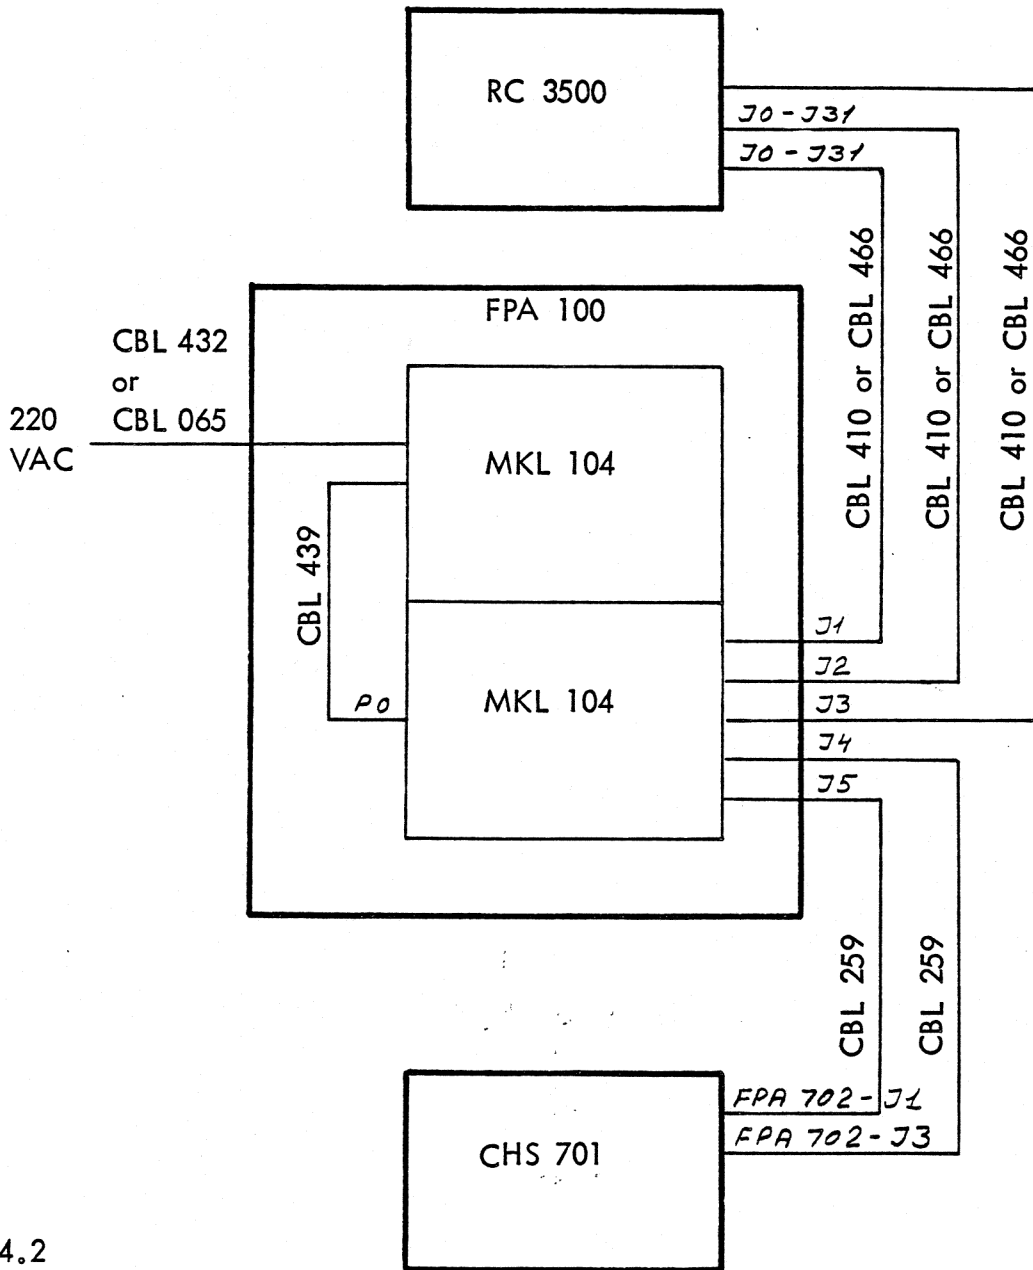 RC 3500
J0 - J31
J0 - J31
CBL 410 or CBL 466
CBL 410 or CBL 466
CBL 410 or CBL 466
FPA 100
CBL 432
or
CBL 065
220
VAC
MKL 104
CBL 439
J1
J2
P0
MKL 104
J3
J4
J5
CBL 259
CBL 259
FPA 702-J1
FPA 702-J3
CHS 701
4.2